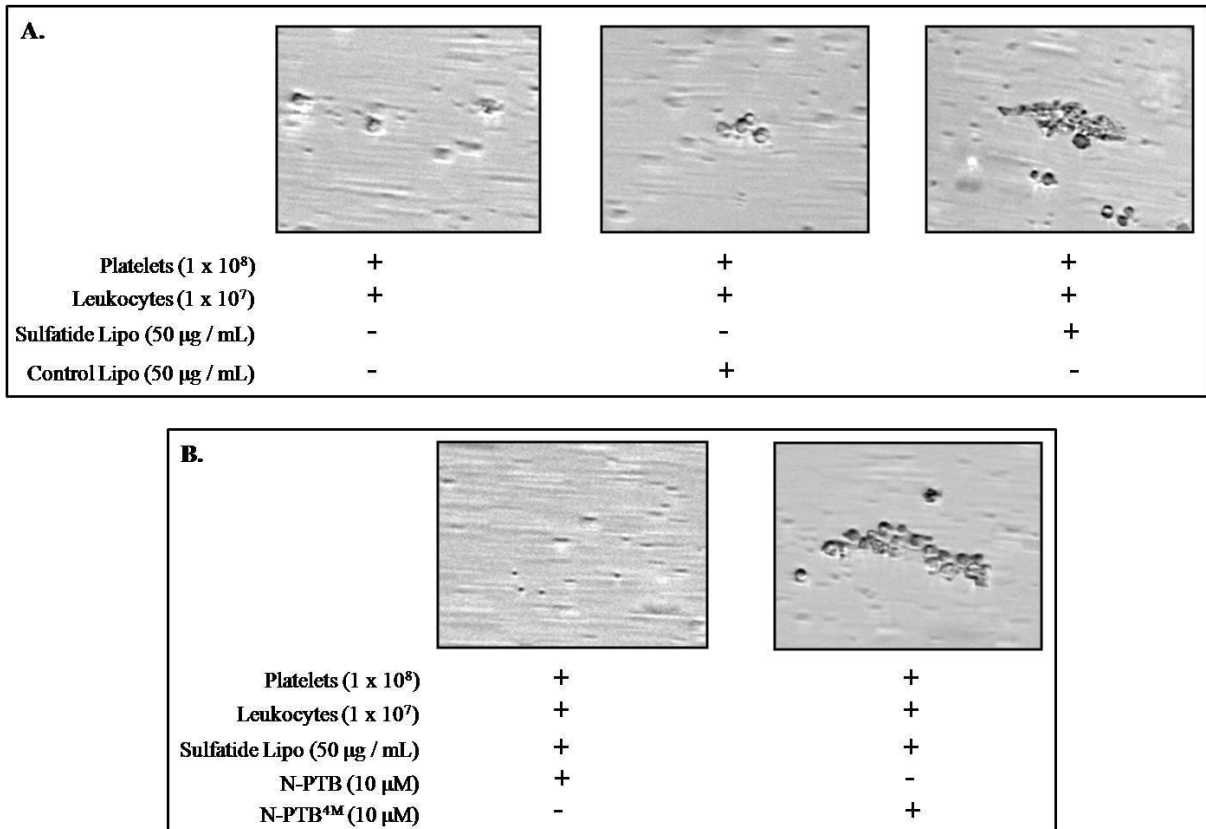 A.
Platelets (1 x 10⁸) + + +
Leukocytes (1 x 10⁷) + + +
Sulfatide Lipo (50 µg / mL) - - +
Control Lipo (50 µg / mL) - + -
B.
Platelets (1 x 10⁸) + +
Leukocytes (1 x 10⁷) + +
Sulfatide Lipo (50 µg / mL) + +
N-PTB (10 µM) + -
N-PTB⁴ᴹ (10 µM) - +